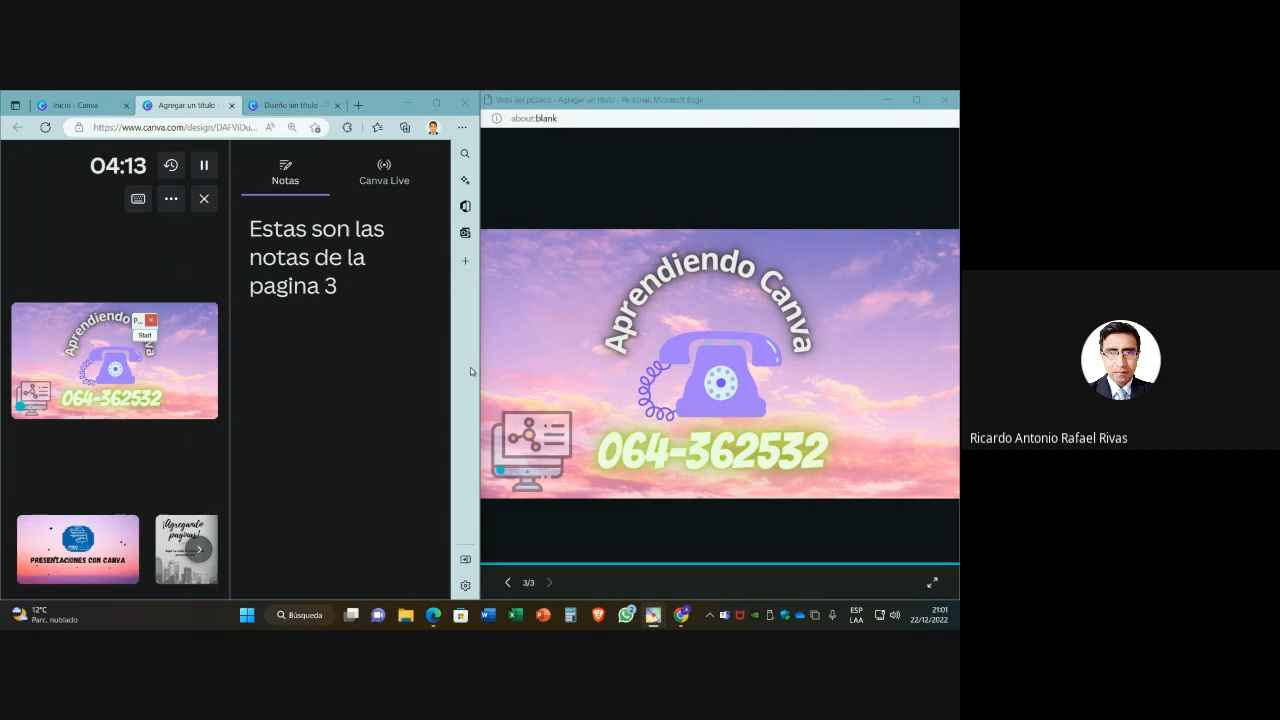 Inicio - Canva
Agregar un título -
Diseño sin título - P
https://www.canva.com/design/DAFViDu...
04:13
Notas
Canva Live
Estas son las
notas de la
pagina 3
Aprendiendo Canva
P...
Start
064-362532
PRESENTACIONES CON CANVA
¡Agregando
paginas!
Vista del público - Agregar un título - Personal: Microsoft Edge
about:blank
Aprendiendo Canva
064-362532
3/3
Ricardo Antonio Rafael Rivas
12°C
Parc. nublado
Búsqueda
ESP
LAA
21:01
22/12/2022